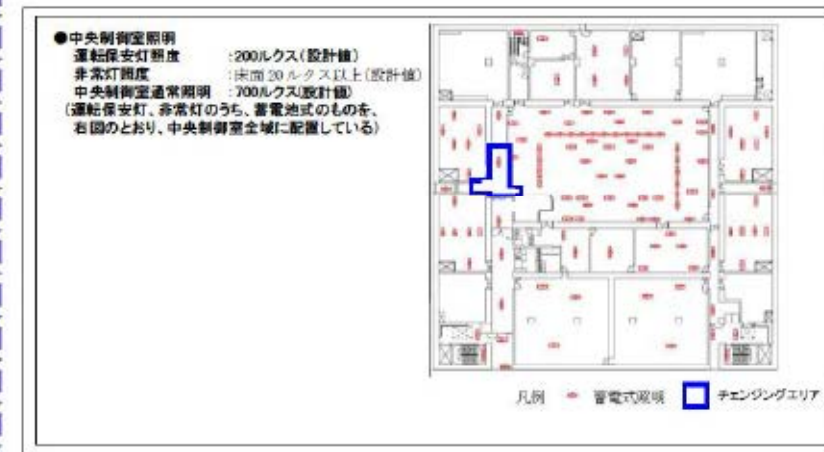 ●中央制御室照明
運転保安灯照度　:200ルクス(設計値)
非常灯照度　:床面20ルクス以上(設計値)
中央制御室通常照明　:700ルクス(設計値)
(運転保安灯、非常灯のうち、蓄電池式のものを、
右図のとおり、中央制御室全域に配置している)
凡例　蓄電式照明　チェンジングエリア